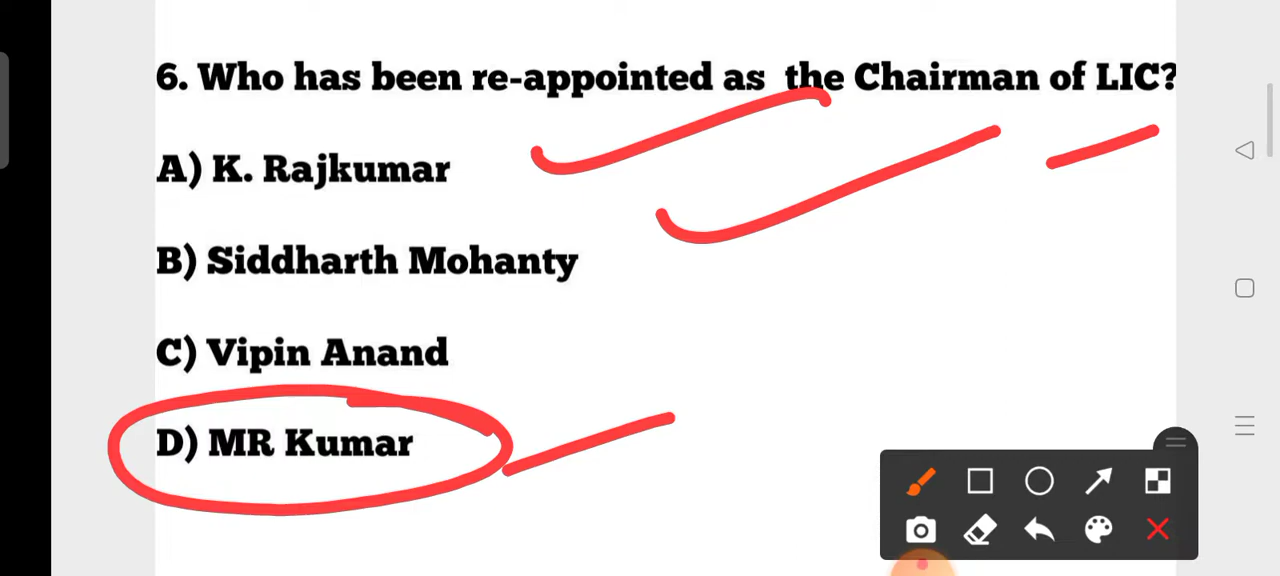 6. Who has been re-appointed as the Chairman of LIC?
A) K. Rajkumar
B) Siddharth Mohanty
C) Vipin Anand
D) MR Kumar